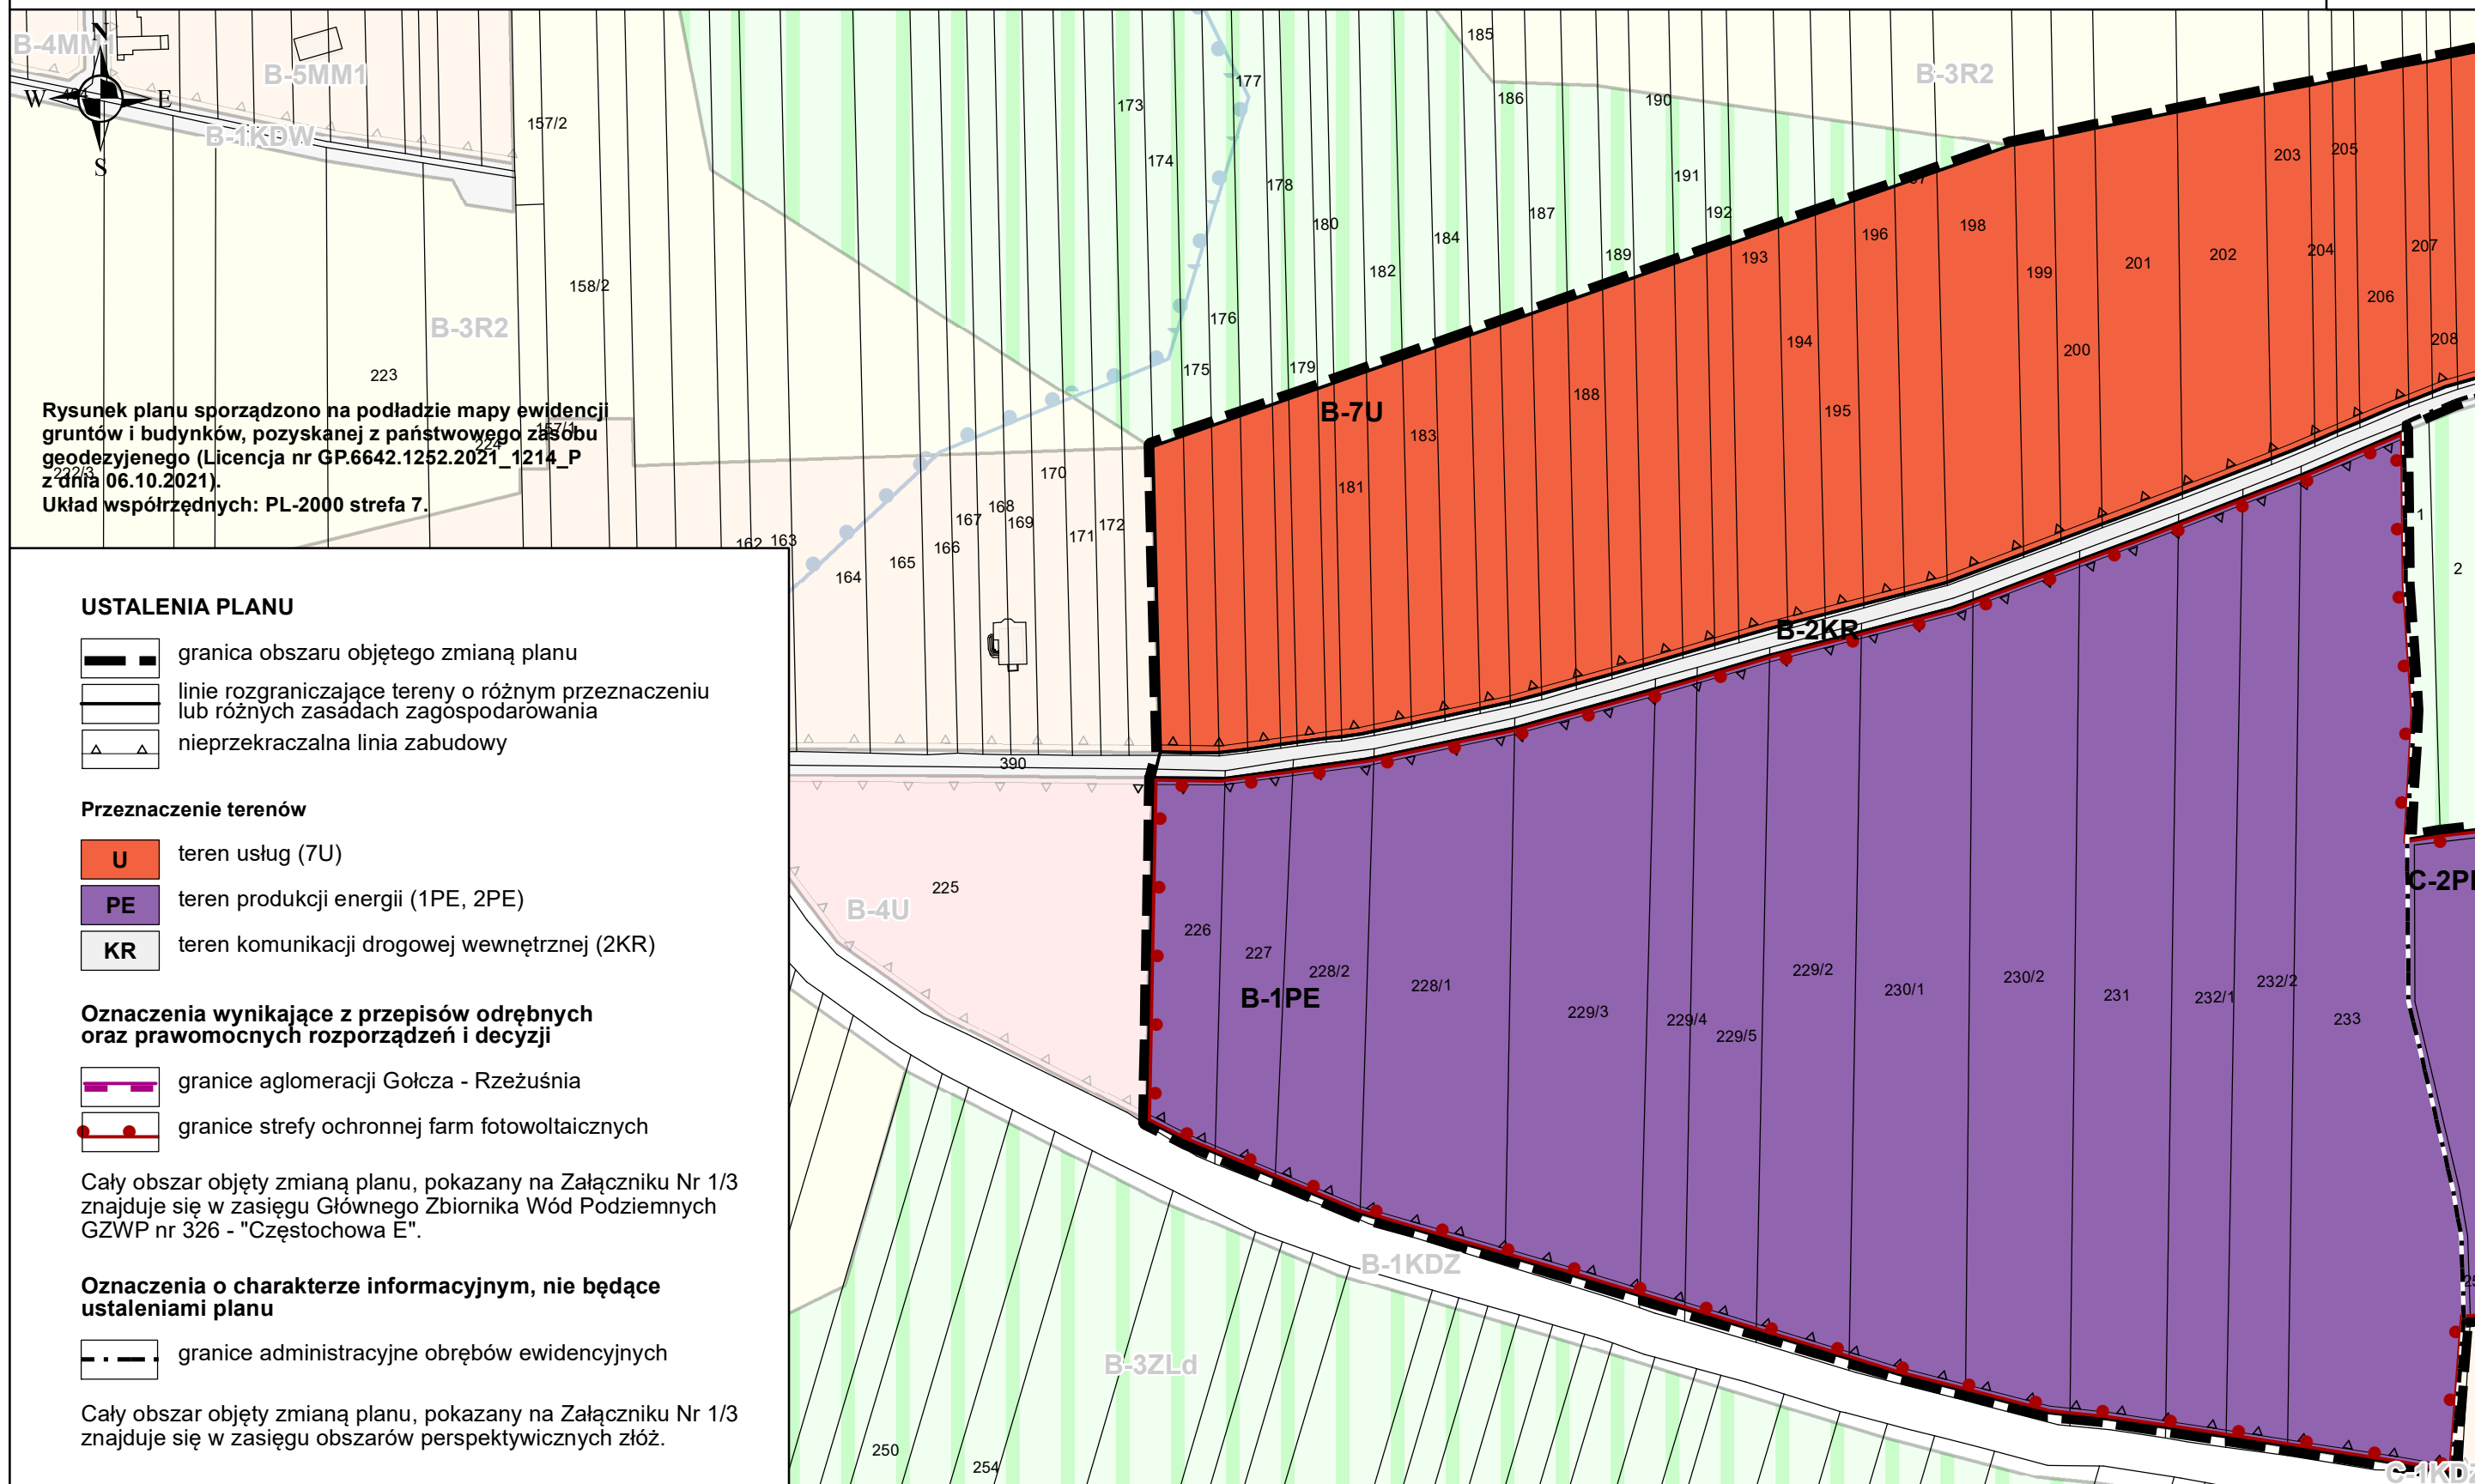 B-4MM1
N
W
E
S
B-5MM1
B-1KDW
157/2
158/2
B-3R2
223
Rysunek planu sporządzono na podładzie mapy ewidencji
gruntów i budynków, pozyskanej z państwowego zasobu
geodezyjenego (Licencja nr GP.6642.1252.2021_1214_P
z dnia 06.10.2021).
Układ współrzędnych: PL-2000 strefa 7.
157/1
224
222/3
173
174
175
176
177
178
179
180
182
184
185
186
187
189
190
191
192
B-3R2
B-7U
181
183
188
193
194
195
196
198
199
200
201
202
203
204
205
206
207
208
162
163
164
165
166
167
168
169
170
171
172
390
B-2KR
1
2
225
B-4U
226
227
228/2
228/1
B-1PE
229/3
229/4
229/5
229/2
230/1
230/2
231
232/1
232/2
233
B-1KDZ
B-3ZLd
250
254
USTALENIA PLANU
granica obszaru objętego zmianą planu
linie rozgraniczające tereny o różnym przeznaczeniu
lub różnych zasadach zagospodarowania
nieprzekraczalna linia zabudowy
Przeznaczenie terenów
U teren usług (7U)
PE teren produkcji energii (1PE, 2PE)
KR teren komunikacji drogowej wewnętrznej (2KR)
Oznaczenia wynikające z przepisów odrębnych
oraz prawomocnych rozporządzeń i decyzji
granice aglomeracji Gołcza - Rzeżuśnia
granice strefy ochronnej farm fotowoltaicznych
Cały obszar objęty zmianą planu, pokazany na Załączniku Nr 1/3
znajduje się w zasięgu Głównego Zbiornika Wód Podziemnych
GZWP nr 326 - "Częstochowa E".
Oznaczenia o charakterze informacyjnym, nie będące
ustaleniami planu
granice administracyjne obrębów ewidencyjnych
Cały obszar objęty zmianą planu, pokazany na Załączniku Nr 1/3
znajduje się w zasięgu obszarów perspektywicznych złóż.